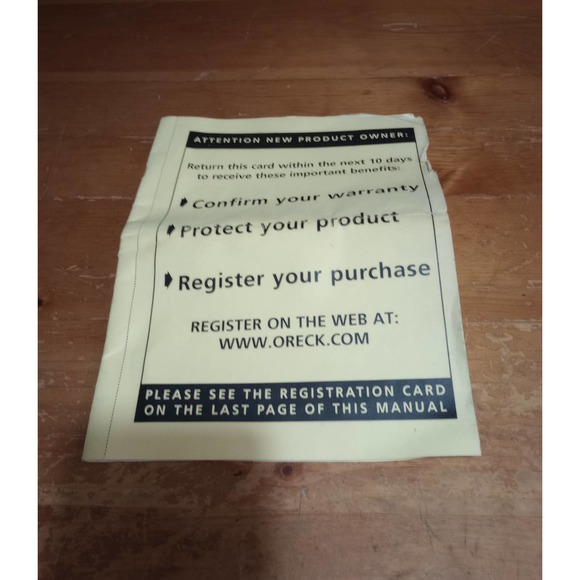 ATTENTION NEW PRODUCT OWNER:
Return this card within the next 10 days
to receive these important benefits:
Confirm your warranty
Protect your product
Register your purchase
REGISTER ON THE WEB AT:
WWW.ORECK.COM
PLEASE SEE THE REGISTRATION CARD
ON THE LAST PAGE OF THIS MANUAL